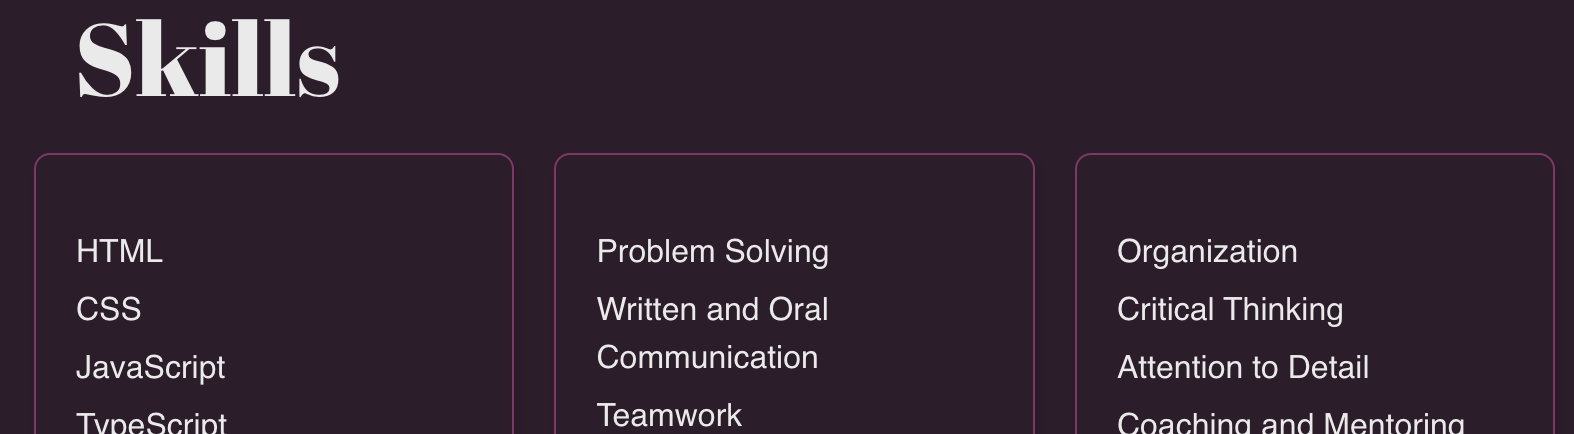 Skills
HTML
CSS
JavaScript
TypeScript
Problem Solving
Written and Oral
Communication
Teamwork
Organization
Critical Thinking
Attention to Detail
Coaching and Mentoring